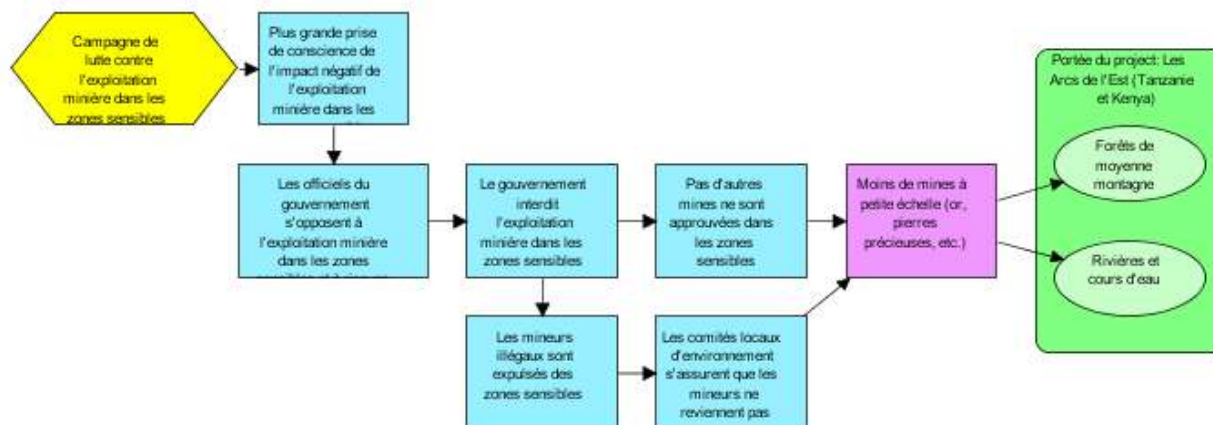 Campagne de
lutte contre
l'exploitation
minière dans les
zones sensibles
Plus grande prise
de conscience de
l'impact négatif de
l'exploitation
minière dans les
Portée du project: Les
Arcs de l'Est (Tanzanie
et Kenya)
Forêts de
moyenne
montagne
Rivières et
cours d'eau
Les officiels du
gouvernement
s'opposent à
l'exploitation minière
dans les zones
Le gouvernement
interdit
l'exploitation
minière dans les
zones sensibles
Pas d'autres
mines ne sont
approuvées dans
les zones
sensibles
Moins de mines à
petite échelle (or,
pierres
précieuses, etc.)
Les mineurs
illégaux sont
expulsés des
zones sensibles
Les comités locaux
d'environnement
s'assurent que les
mineurs ne
reviennent pas